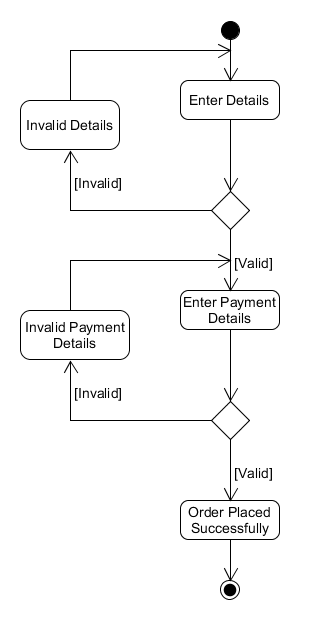 Enter Details
Invalid Details
[Invalid]
[Valid]
Enter Payment
Details
Invalid Payment
Details
[Invalid]
[Valid]
Order Placed
Successfully